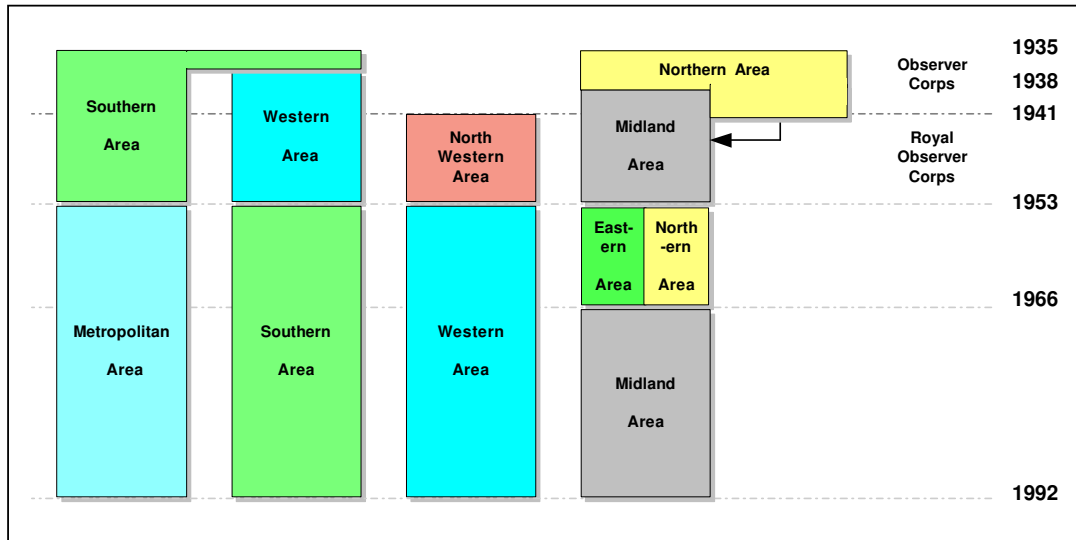 1935
Northern Area
Observer
Corps
1938
Southern
Area
Western
Area
1941
North
Western
Area
Midland
Area
Royal
Observer
Corps
1953
East-
ern
Area
North
-ern
Area
1966
Metropolitan
Area
Southern
Area
Western
Area
Midland
Area
1992